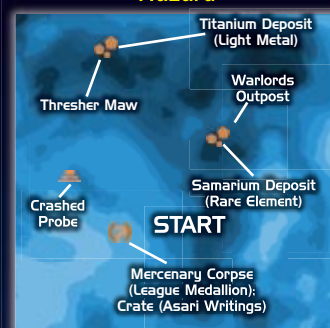 Titanium Deposit
(Light Metal)
Thresher Maw
Warlords
Outpost
Samarium Deposit
(Rare Element)
Crashed
Probe
START
Mercenary Corpse
(League Medallion);
Crate (Asari Writings)